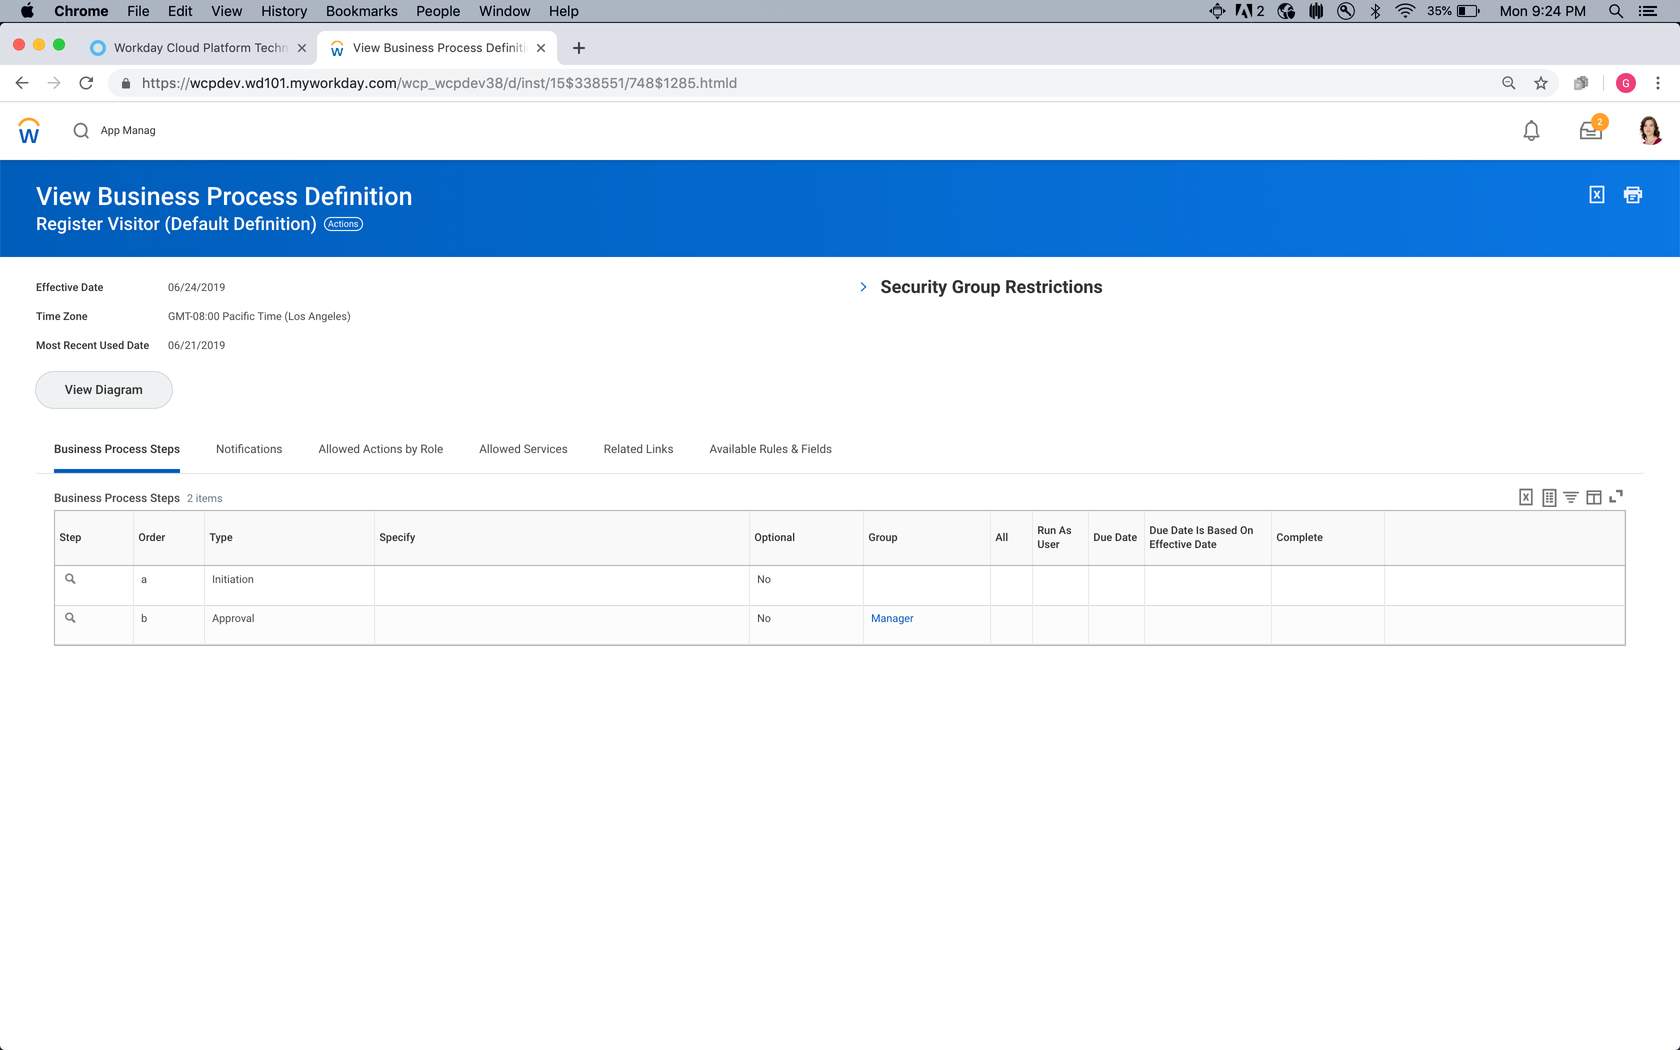 Chrome File Edit View History Bookmarks People Window Help 2 35% Mon 9:24 PM
Workday Cloud Platform Techn View Business Process Definiti
https://wcpdev.wd101.myworkday.com/wcp_wcpdev38/d/inst/15$338551/748$1285.htmld G
App Manag 2
View Business Process Definition
Register Visitor (Default Definition) Actions
Effective Date 06/24/2019
Security Group Restrictions
Time Zone GMT-08:00 Pacific Time (Los Angeles)
Most Recent Used Date 06/21/2019
View Diagram
Business Process Steps Notifications Allowed Actions by Role Allowed Services Related Links Available Rules & Fields
Business Process Steps 2 items
Step Order Type Specify Optional Group All Run As User Due Date Due Date Is Based On Effective Date Complete
a Initiation No
b Approval No Manager